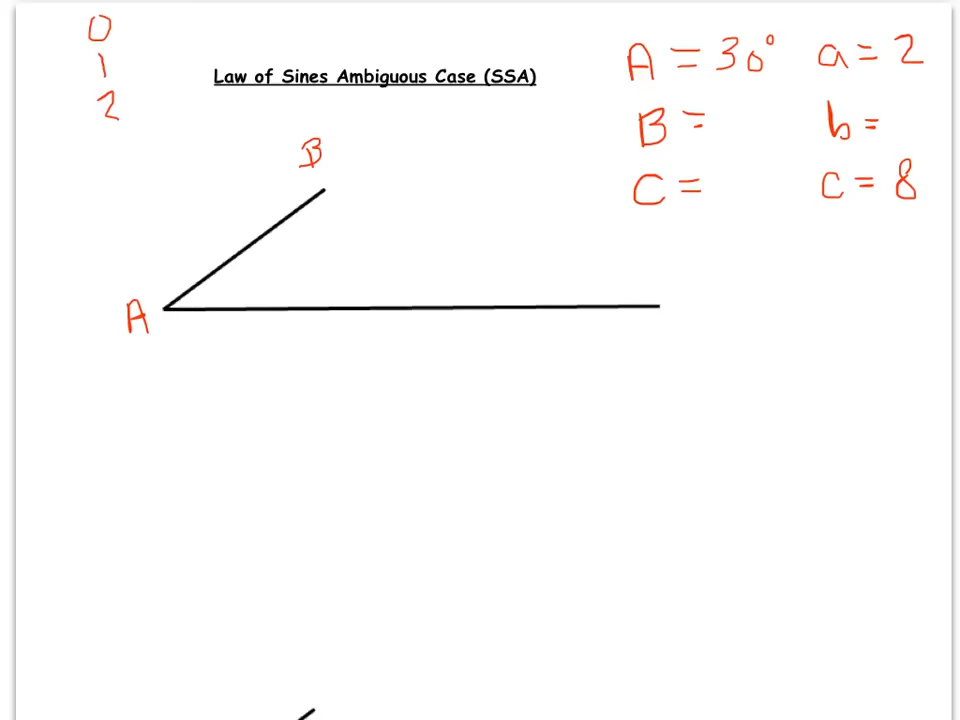 0
1
2
Law of Sines Ambiguous Case (SSA)
A = 30° a = 2
B = b =
C = c = 8
B
A